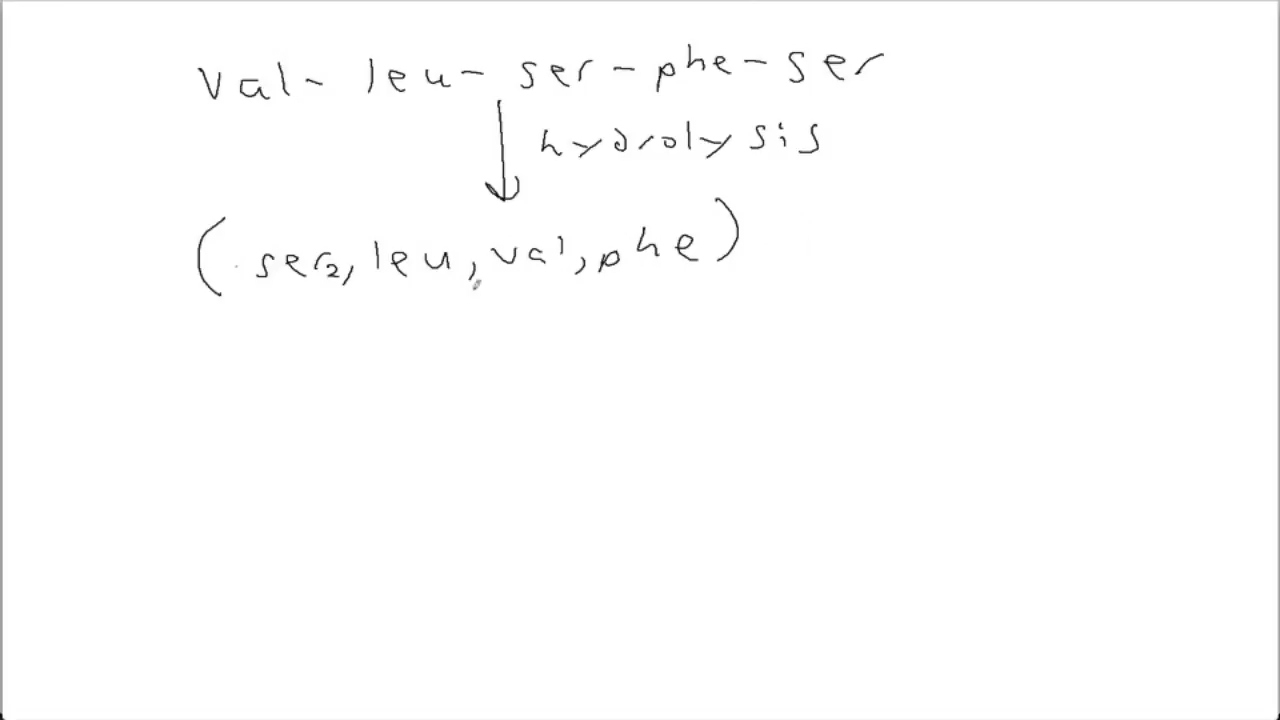 val- leu- ser-phe-ser
hydrolysis
(ser₂, leu, val, phe)